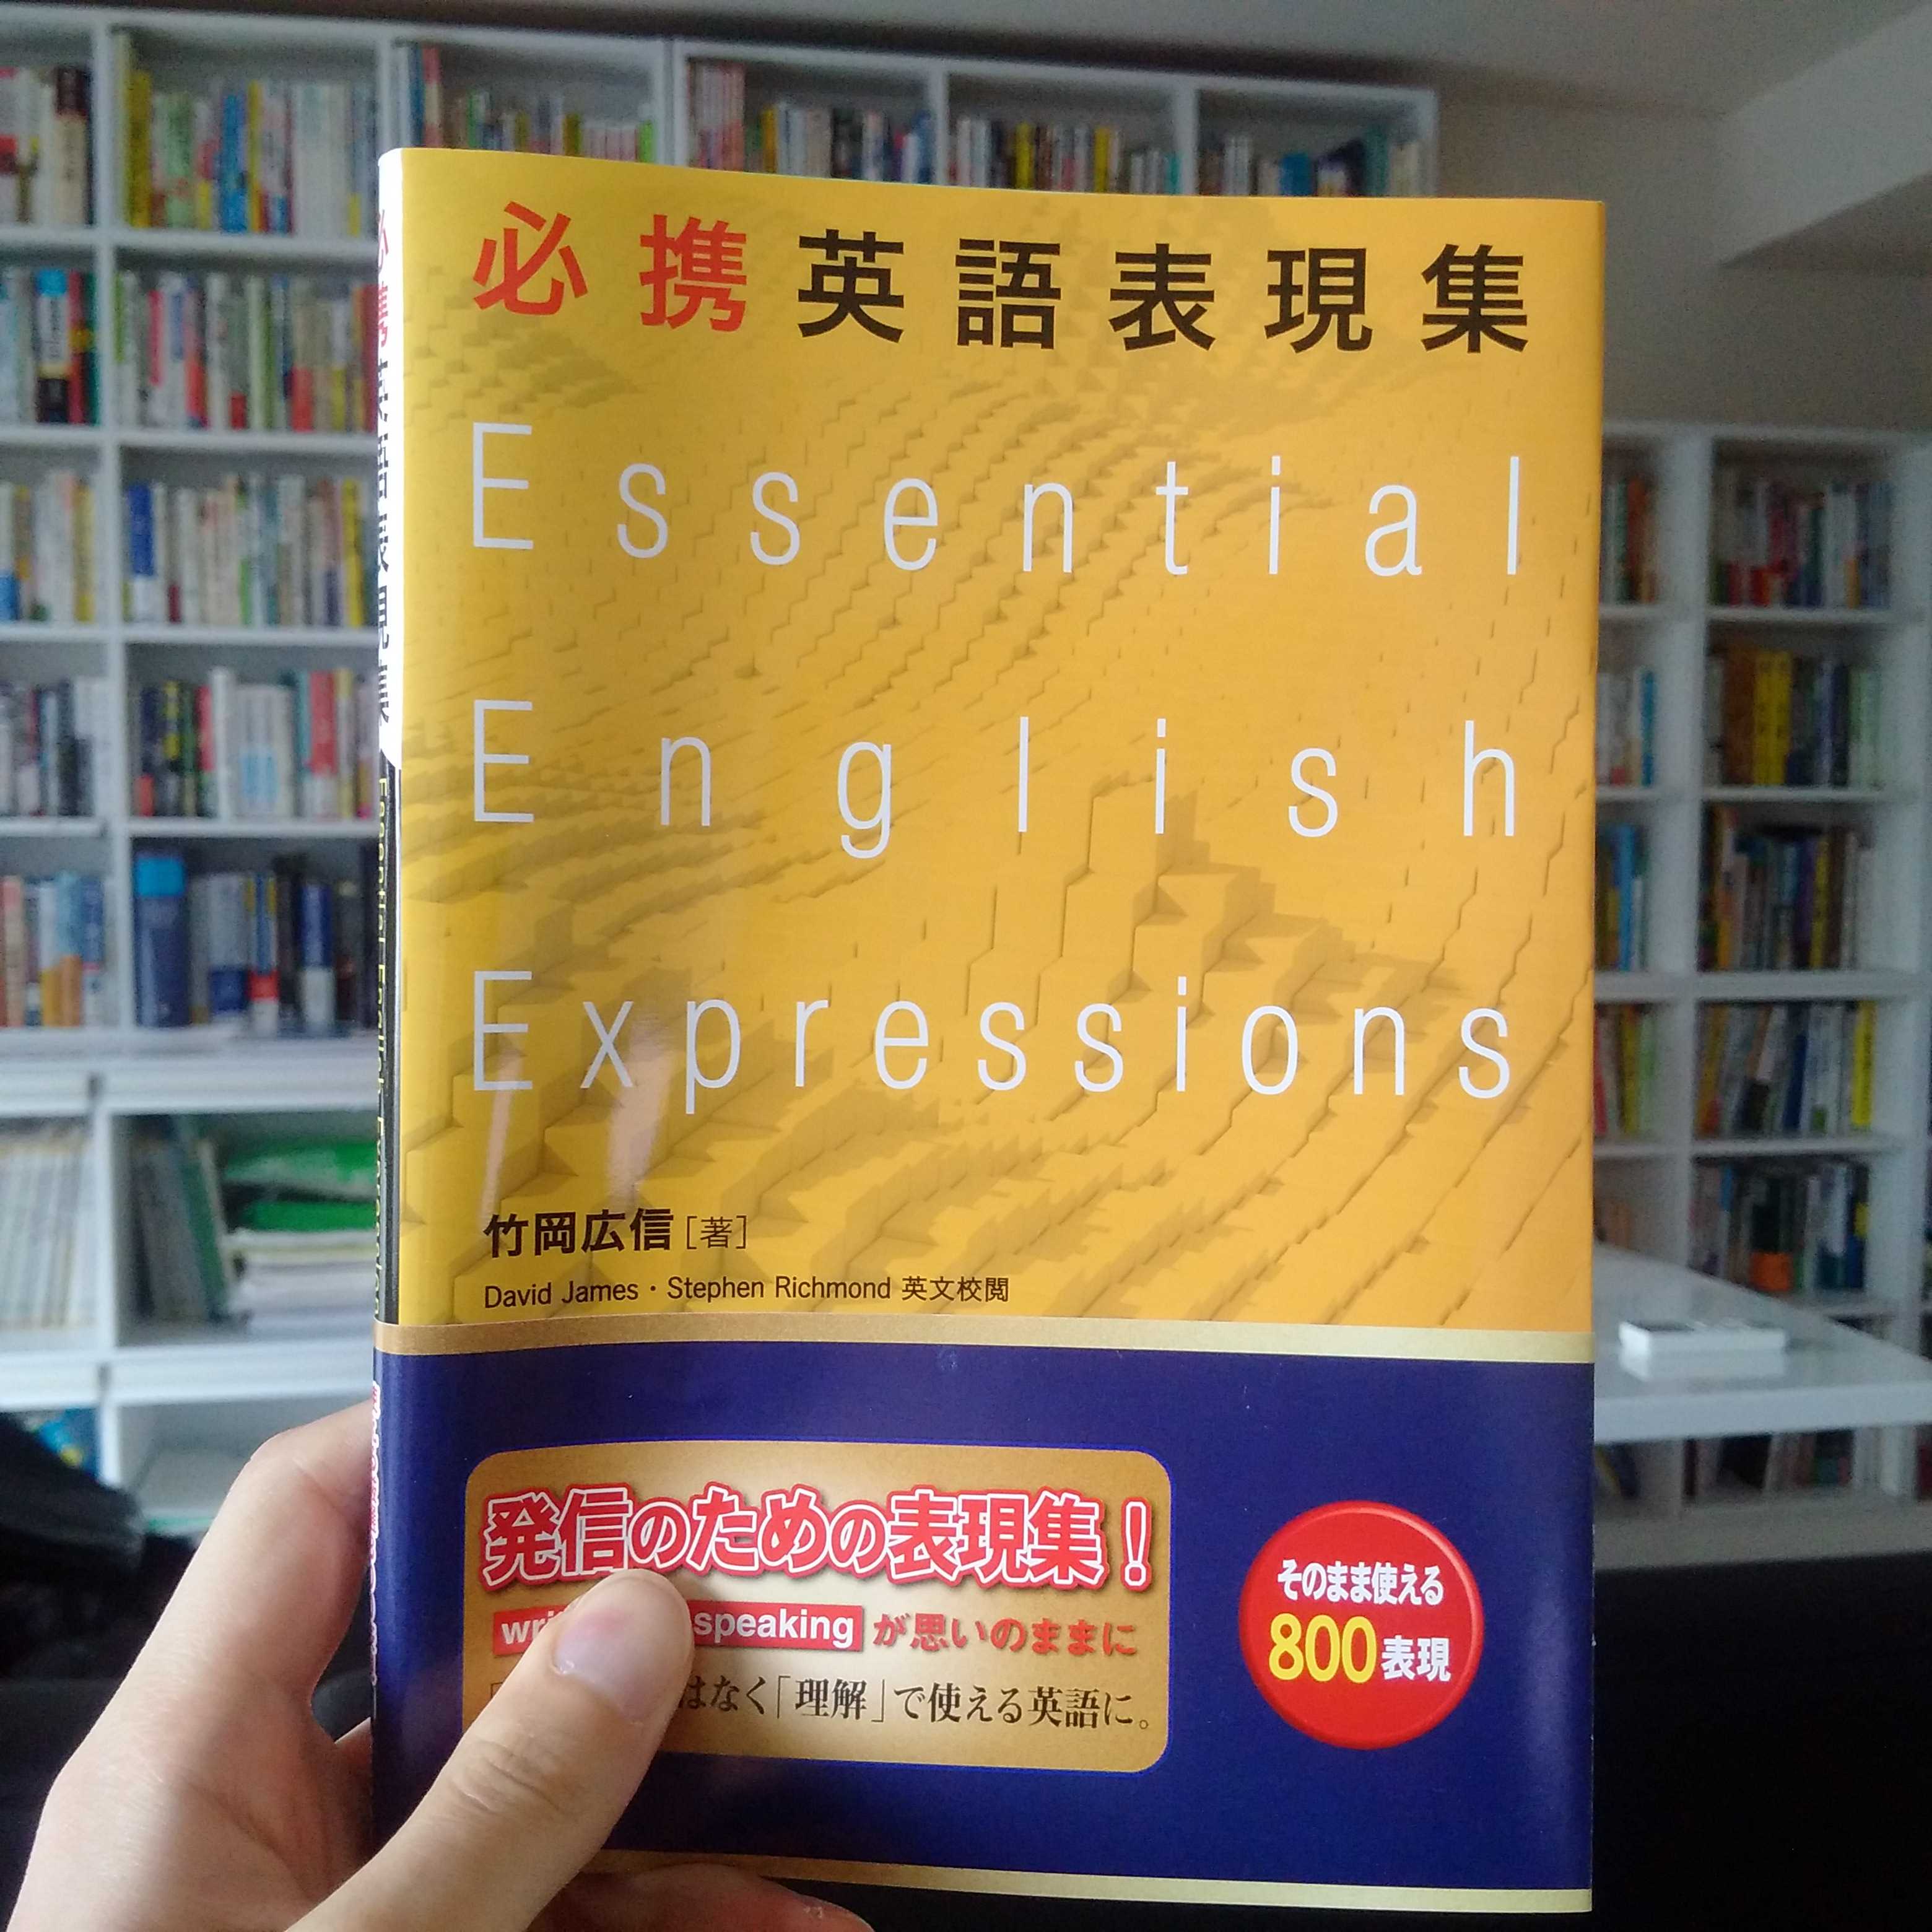 必携英語表現集
Essential
English
Expressions
竹岡広信[著]
David James・Stephen Richmond 英文校閲
発信のための表現集！
speaking が思いのままに
はなく「理解」で使える英語に。
そのまま使える
800表現